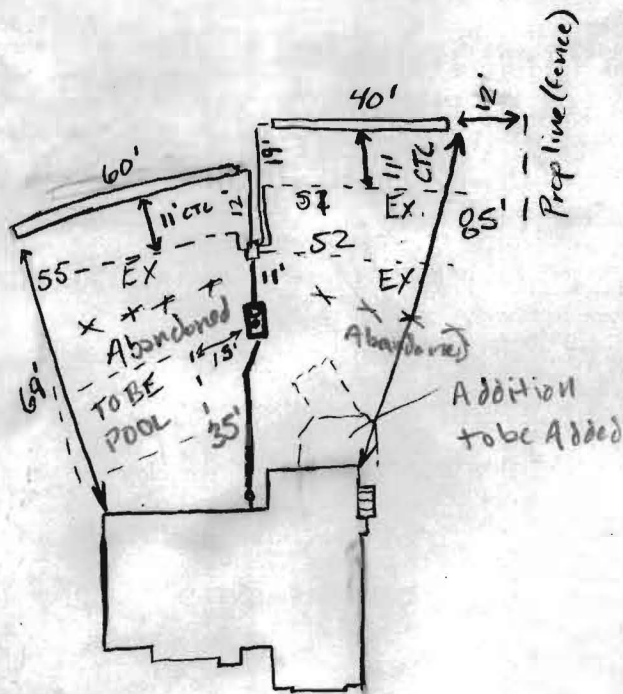 40'
12'
Prop line (fence)
60'
19'
11'
CTC
11' CTC
12'
51
EX.
85'
52
55
EX
11'
EX
Abandoned
Abandoned
15'
69'
TO BE
POOL
35'
Addition
to be Added